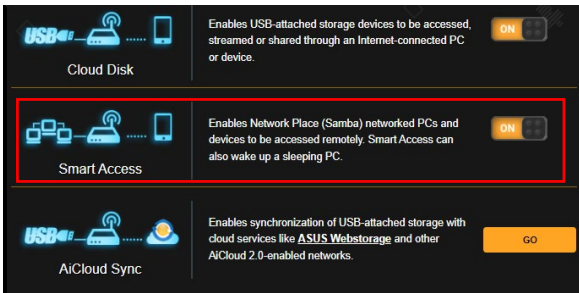 Enables USB-attached storage devices to be accessed,
USB
streamed or shared through an Internet-connected PC
ON
or device.
Cloud Disk
Enables Network Place (Samba) networked PCs and
devices to be accessed remotely. Smart Access can
ON
also wake up a sleeping PC.
Smart Access
Enables synchronization of USB-attached storage with
USB
cloud services like ASUS Webstorage and other
GO
AiCloud 2.0-enabled networks.
AiCloud Sync